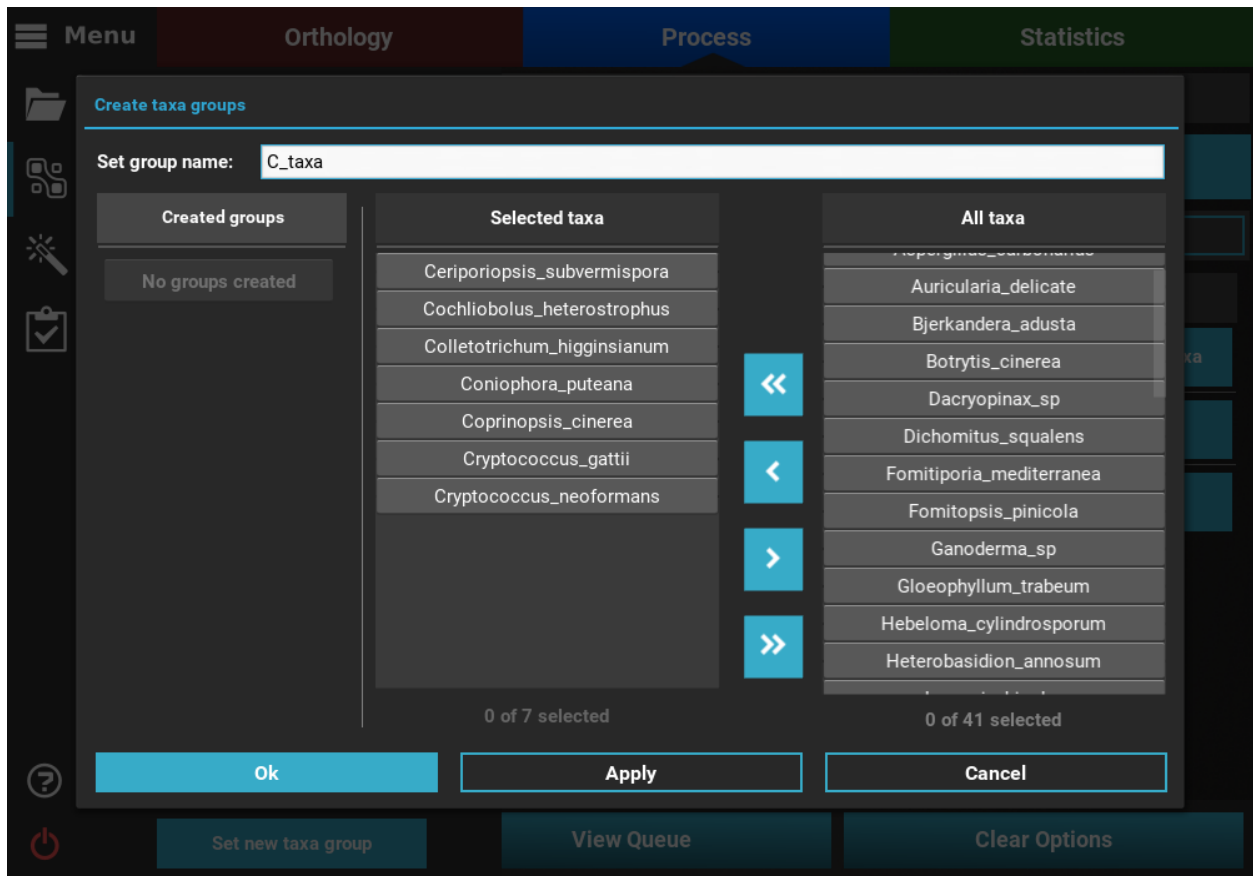 Menu
Orthology
Process
Statistics
Create taxa groups
Set group name:
C_taxa
Created groups
No groups created
Selected taxa
Ceriporiopsis_subvermispora
Cochliobolus_heterostrophus
Colletotrichum_higginsianum
Coniophora_puteana
Coprinopsis_cinerea
Cryptococcus_gattii
Cryptococcus_neoformans
0 of 7 selected
All taxa
Auricularia_delicate
Bjerkandera_adusta
Botrytis_cinerea
Dacryopinax_sp
Dichomitus_squalens
Fomitiporia_mediterranea
Fomitopsis_pinicola
Ganoderma_sp
Gloeophyllum_trabeum
Hebeloma_cylindrosporum
Heterobasidion_annosum
0 of 41 selected
xa
Ok
Apply
Cancel
Set new taxa group
View Queue
Clear Options